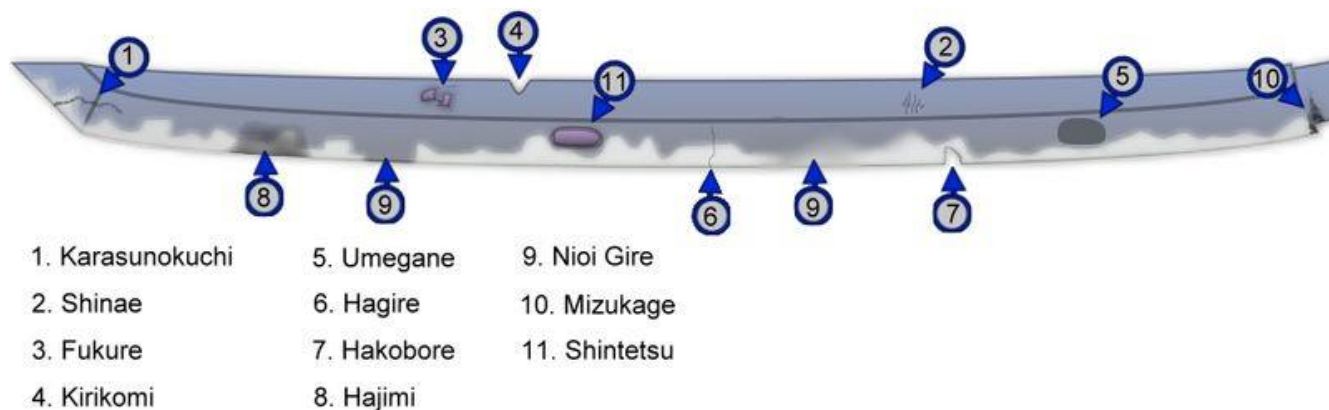 3
4
2
1
11
5
10
8
9
6
9
7
1. Karasunokuchi
2. Shinae
3. Fukure
4. Kirikomi
5. Umegane
6. Hagire
7. Hakobore
8. Hajimi
9. Nioi Gire
10. Mizukage
11. Shintetsu